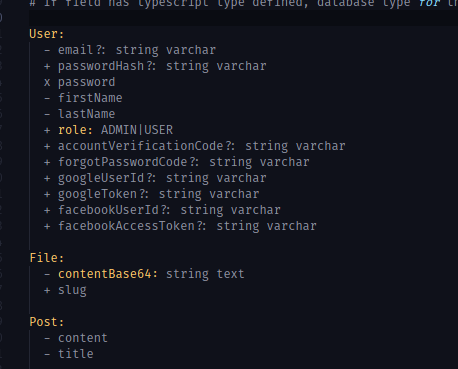 # If field has typescript type defined, database type for
User:
- email?: string varchar
+ passwordHash?: string varchar
x password
- firstName
- lastName
+ role: ADMIN|USER
+ accountVerificationCode?: string varchar
+ forgotPasswordCode?: string varchar
+ googleUserId?: string varchar
+ googleToken?: string varchar
+ facebookUserId?: string varchar
+ facebookAccessToken?: string varchar
File:
- contentBase64: string text
+ slug
Post:
- content
- title